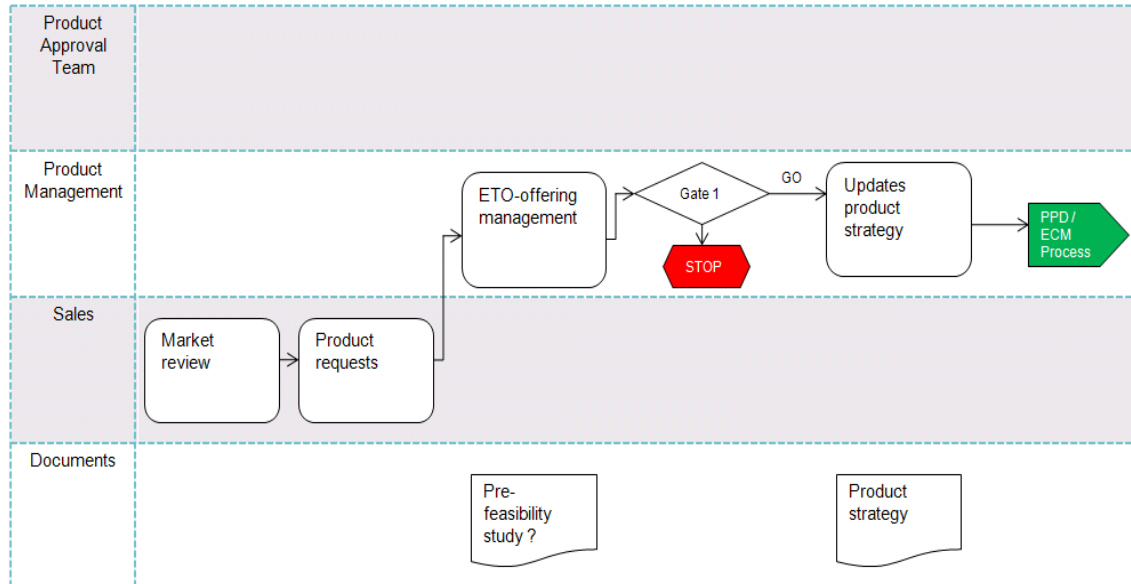 Product
Approval
Team
Product
Management
ETO-offering
management
Gate 1
GO
Updates
product
strategy
PPD /
ECM
Process
STOP
Sales
Market
review
Product
requests
Documents
Pre-
feasibility
study ?
Product
strategy